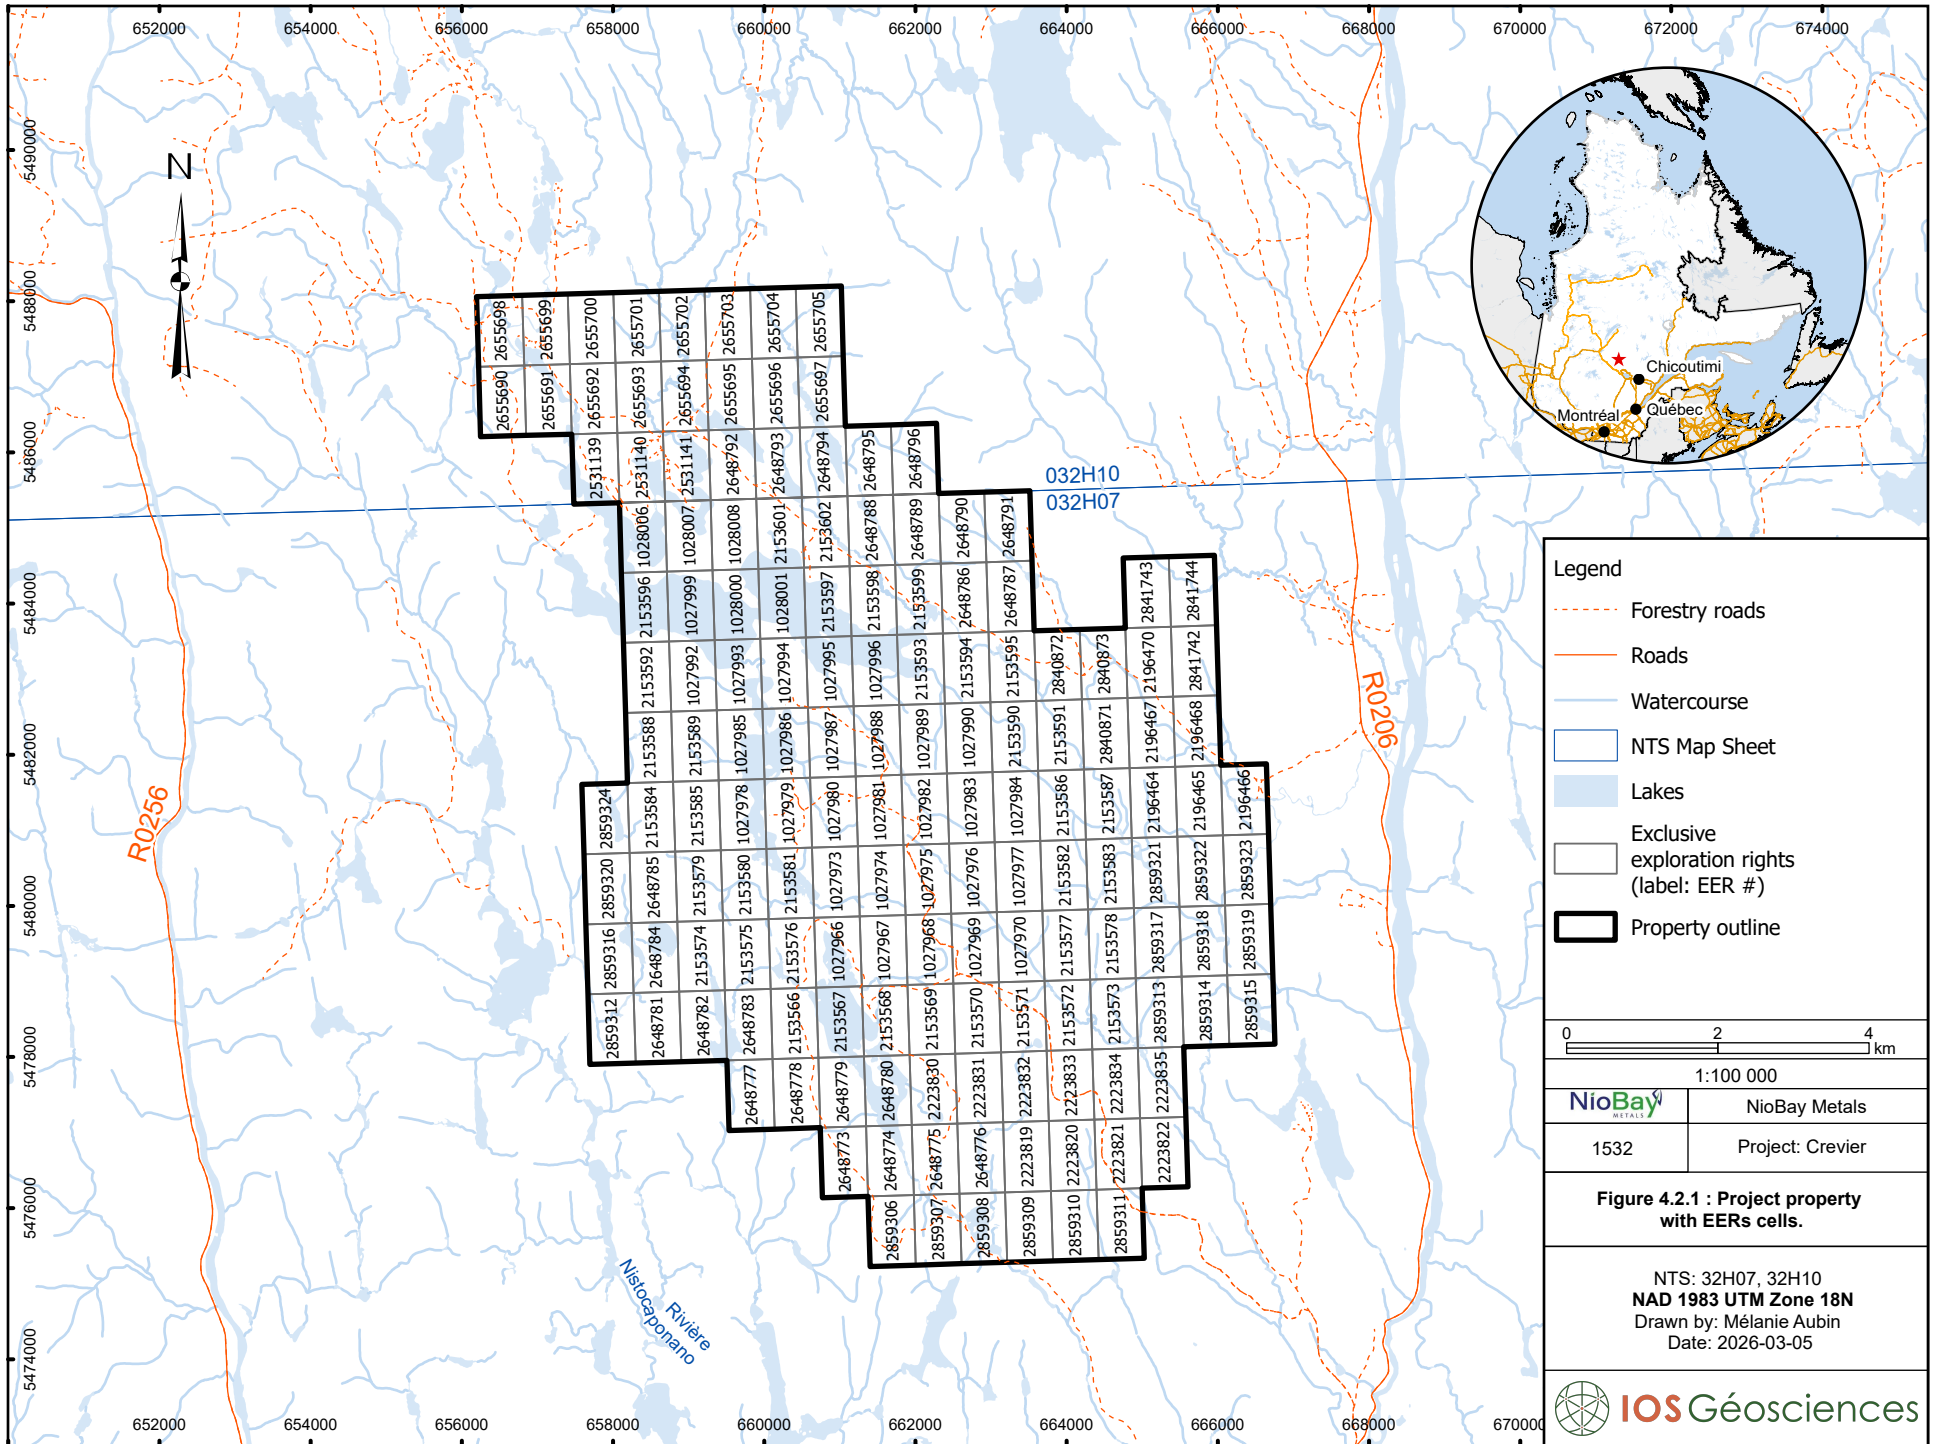 652000 654000 656000 658000 660000 662000 664000 666000 668000 670000 672000 674000
5490000
5488000
5486000
5484000
5482000
5480000
5478000
5476000
5474000
N
2655698 2655699 2655700 2655701 2655702 2655703 2655704 2655705
2655690 2655691 2655692 2655693 2655694 2655695 2655696 2655697
2531139 2531140 2531141 2648792 2648793 2648794 2648795 2648796
032H10
032H07
1028006 1028007 1028008 2153601 2153602 2648788 2648789 2648790 2648791
2153596 1027999 1028000 1028001 2153597 2153598 2153599 2648786 2648787 2841743 2841744
2153592 1027992 1027993 1027994 1027995 1027996 2153593 2153594 2153595 2840872 2840873 2196470 2841742
2153588 2153589 1027985 1027986 1027987 1027988 1027989 1027990 2153590 2153591 2840871 2196467 2196468
2859324 2153584 2153585 1027978 1027979 1027980 1027981 1027982 1027983 1027984 2153586 2153587 2196464 2196465 2196466
2859320 2648785 2153579 2153580 2153581 1027973 1027974 1027975 1027976 1027977 2153582 2153583 2859321 2859322 2859323
2859316 2648784 2153574 2153575 2153576 1027966 1027967 1027968 1027969 1027970 2153577 2153578 2859317 2859318 2859319
2859312 2648781 2648782 2648783 2153566 2153567 2153568 2153569 2153570 2153571 2153572 2153573 2859313 2859314 2859315
2648777 2648778 2648779 2648780 2223830 2223831 2223832 2223833 2223834 2223835
2648773 2648774 2648775 2648776 2223819 2223820 2223821 2223822
2859306 2859307 2859308 2859309 2859310 2859311
R0256
R0206
Rivière
Nistocaponano
652000 654000 656000 658000 660000 662000 664000 666000 668000 670000
Chicoutimi
Québec
Montréal
Legend
Forestry roads
Roads
Watercourse
NTS Map Sheet
Lakes
Exclusive
exploration rights
(label: EER #)
Property outline
0 2 4
km
1:100 000
NioBay
METALS
NioBay Metals
1532
Project: Crevier
Figure 4.2.1 : Project property
with EERs cells.
NTS: 32H07, 32H10
NAD 1983 UTM Zone 18N
Drawn by: Mélanie Aubin
Date: 2026-03-05
IOS Géosciences